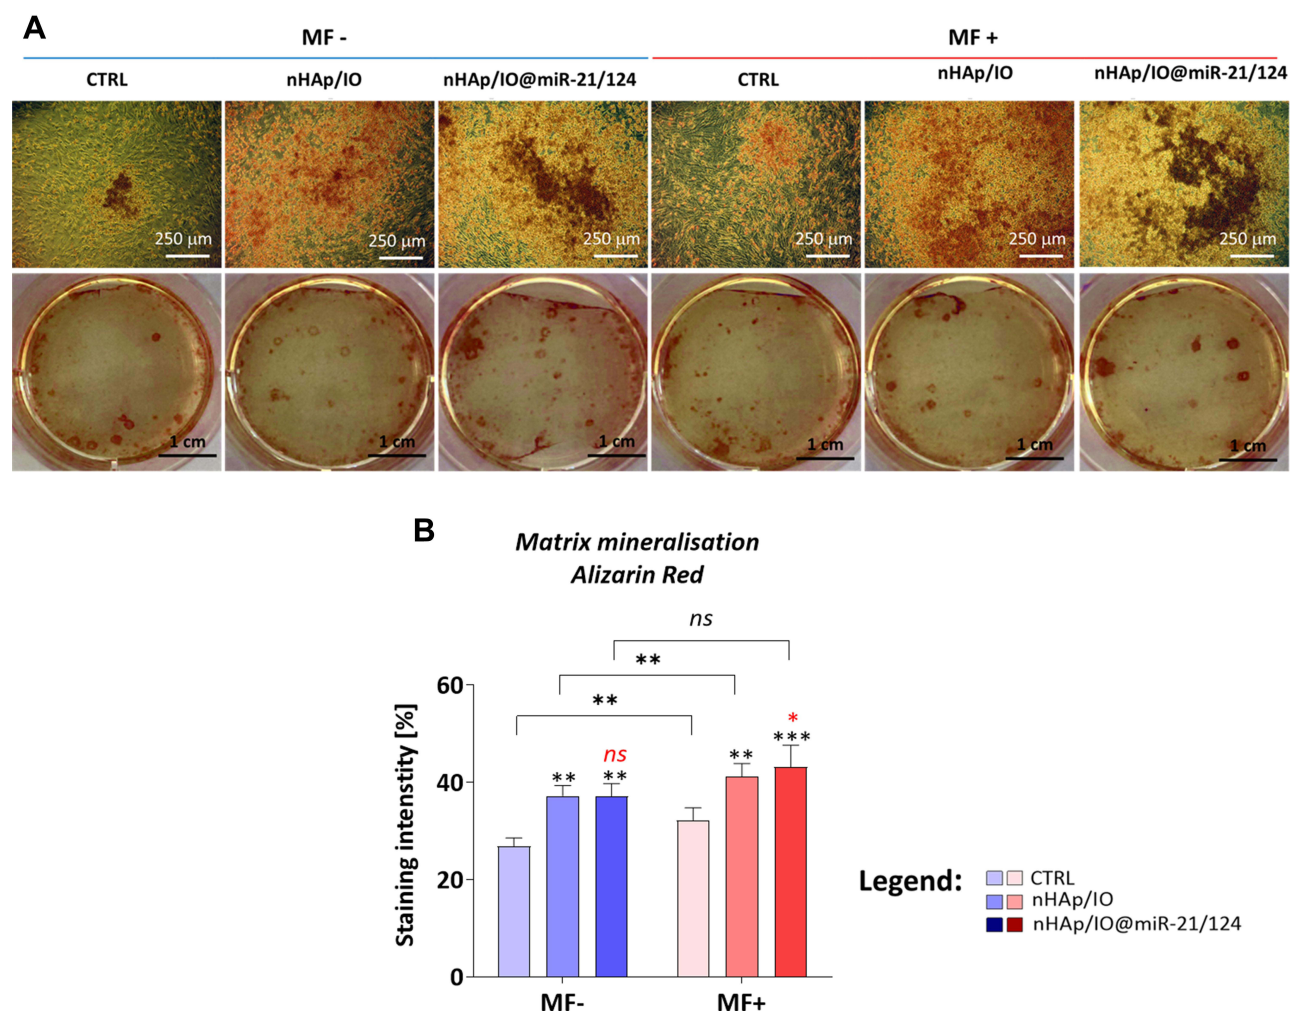 A
MF -
MF +
CTRL
nHAp/IO
nHAp/IO@miR-21/124
CTRL
nHAp/IO
nHAp/IO@miR-21/124
250 µm
250 µm
250 µm
250 µm
250 µm
250 µm
1 cm
1 cm
1 cm
1 cm
1 cm
1 cm
B
Matrix mineralisation
Alizarin Red
ns
**
**
60
40
20
0
Staining intenstity [%]
**
ns
**
**
*
***
MF-
MF+
Legend:
CTRL
nHAp/IO
nHAp/IO@miR-21/124